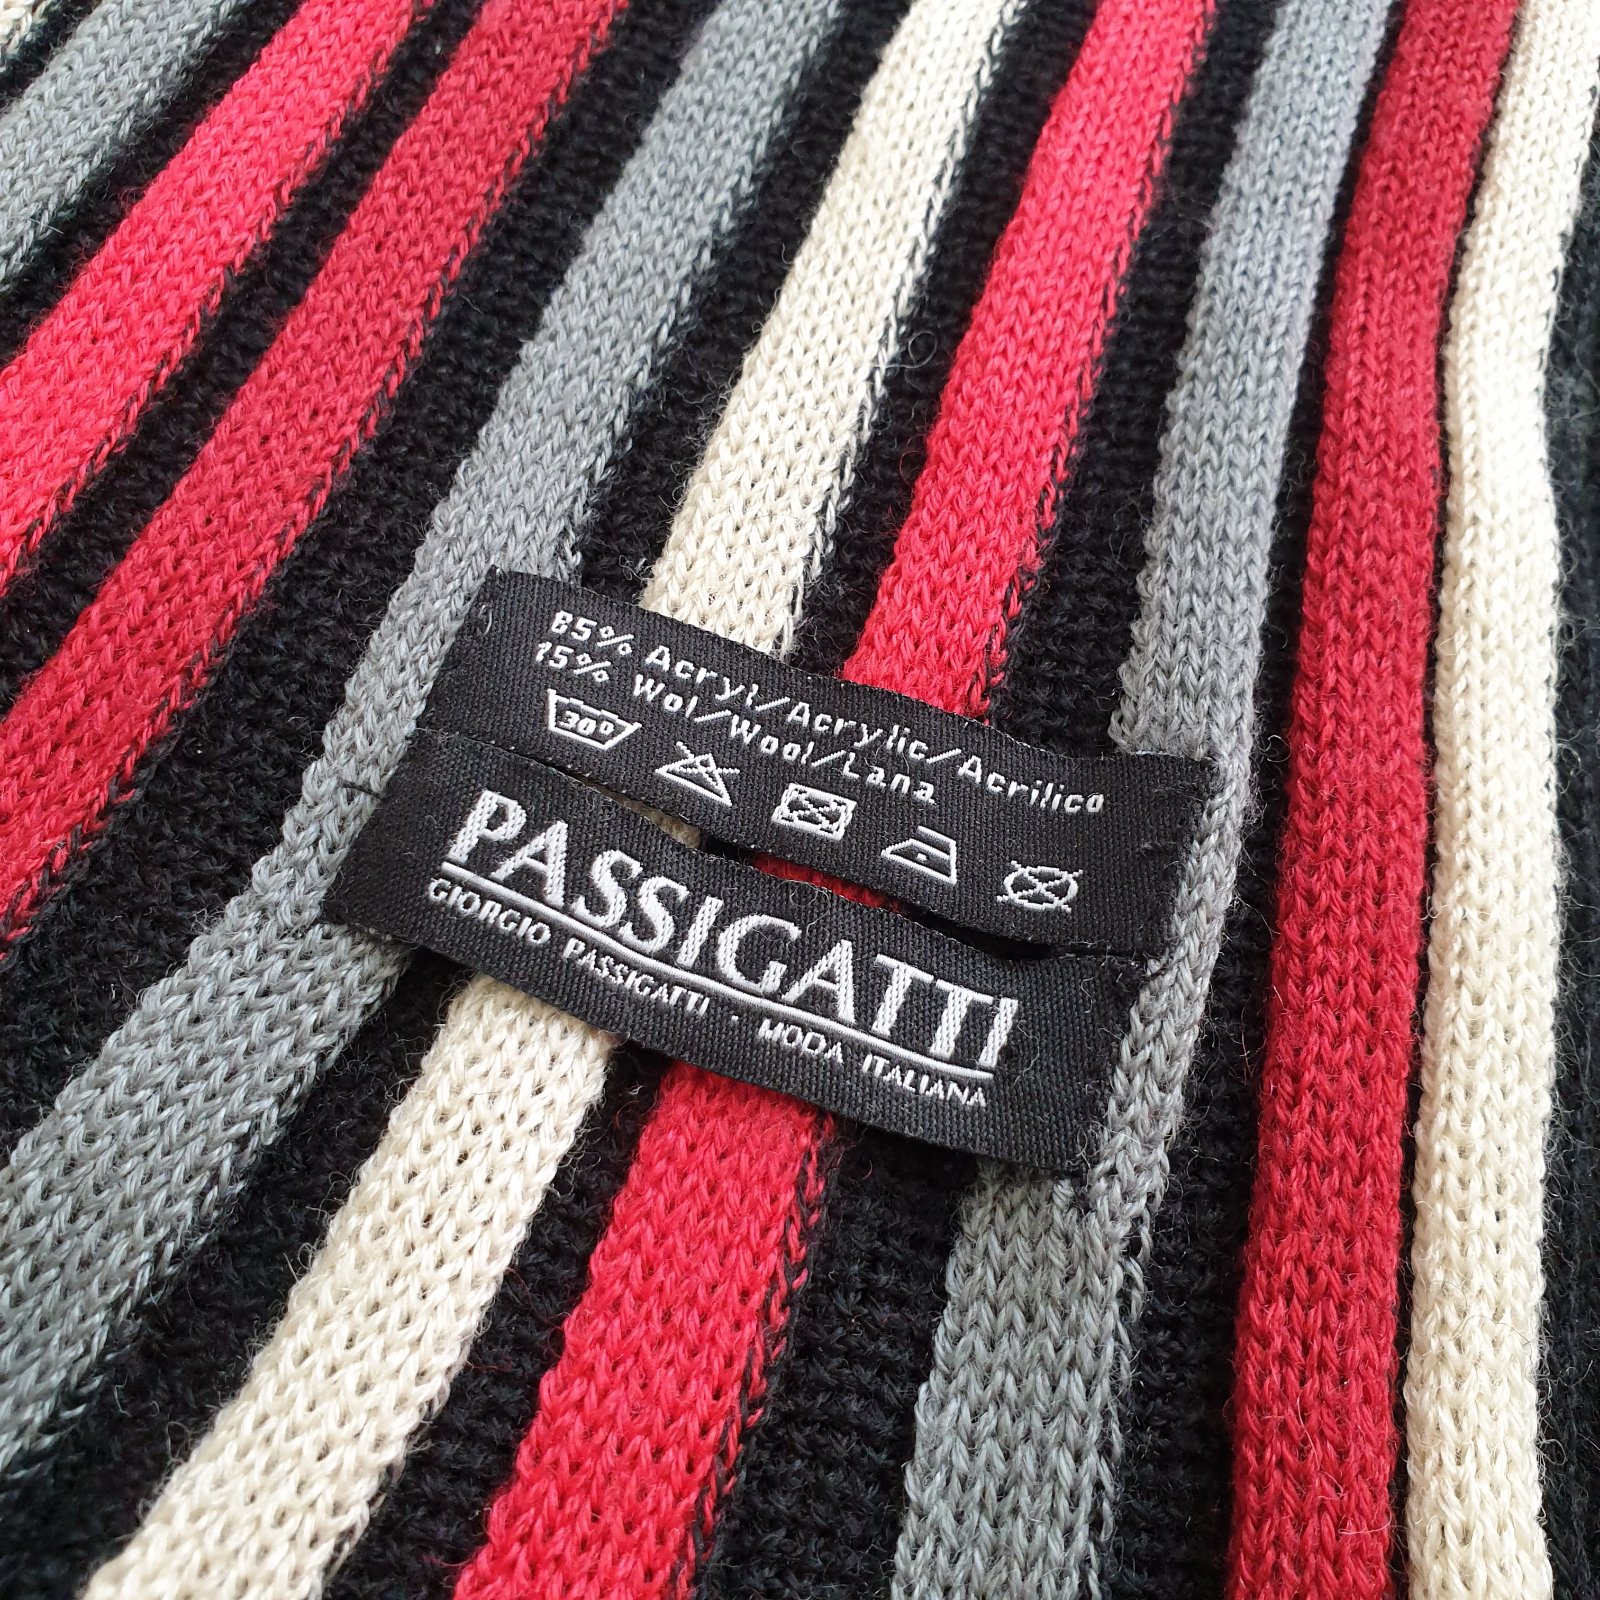 85% Acryl/Acrylic/Acrilico
15% Wol/Wool/Lana
30°
PASSIGATTI
GIORGIO PASSIGATTI · MODA ITALIANA